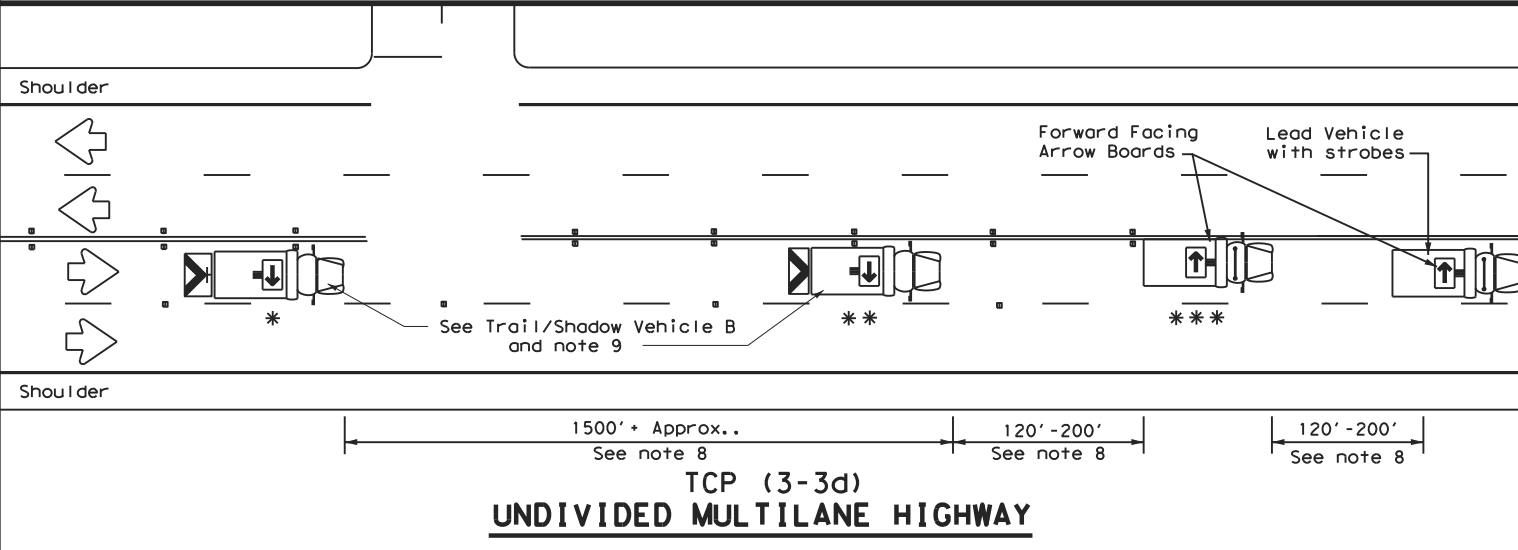 Shoulder
Forward Facing
Arrow Boards
Lead Vehicle
with strobes
*
**
***
See Trail/Shadow Vehicle B
and note 9
Shoulder
1500'+ Approx..
See note 8
120'-200'
See note 8
120'-200'
See note 8
TCP (3-3d)
UNDIVIDED MULTILANE HIGHWAY